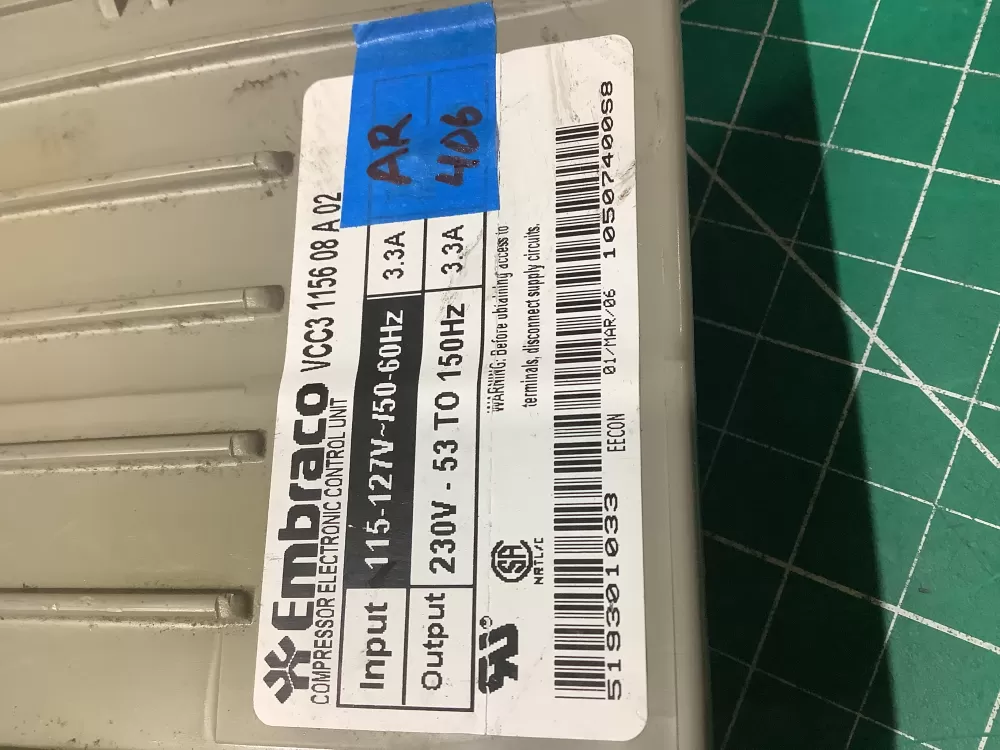 Embraco VCC3 1156 08 A 02
COMPRESSOR ELECTRONIC CONTROL UNIT
Input 115-127V~/50-60Hz 3.3A
Output 230V - 53 TO 150Hz 3.3A
AR
406
WARNING: Before ubtaining access to
terminals, disconnect supply circuits.
SA
NRTL/C
519301033 EECON 01/MAR/06 1050740058